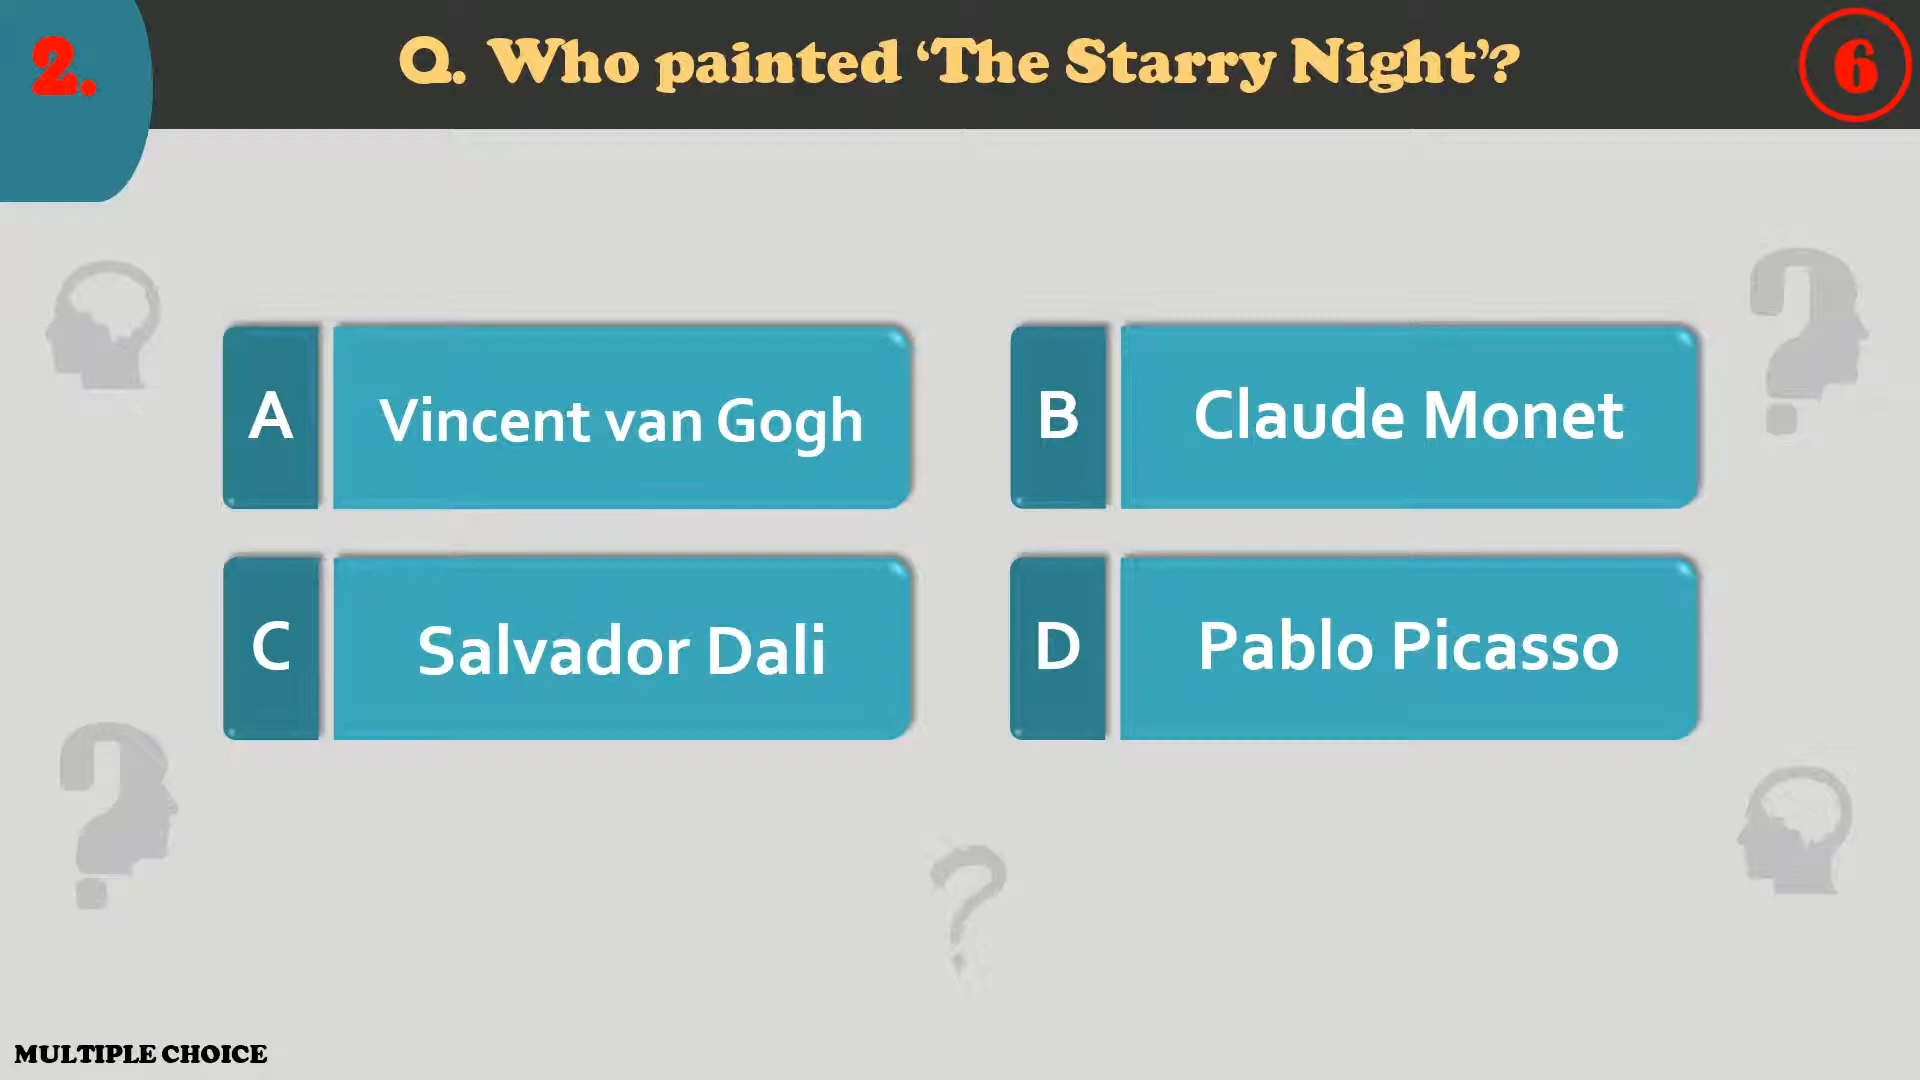 2.
Q. Who painted ‘The Starry Night’?
6
A Vincent van Gogh
B Claude Monet
C Salvador Dali
D Pablo Picasso
MULTIPLE CHOICE